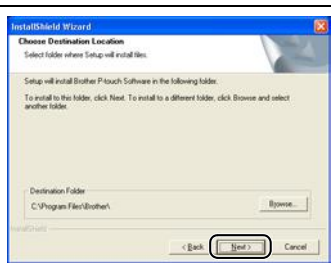 InstallShield Wizard
Choose Destination Location
Select folder where Setup will install files.
Setup will install Brother P-touch Software in the following folder.
To install to this folder, click Next. To install to a different folder, click Browse and select
another folder.
Destination Folder
C:\Program Files\Brother\
Browse...
InstallShield
< Back
Next >
Cancel